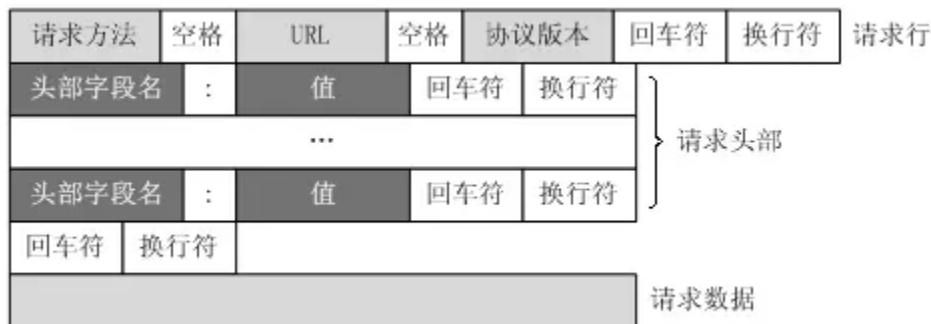 请求方法 空格 URL 空格 协议版本 回车符 换行符 请求行
头部字段名 : 值 回车符 换行符
...
请求头部
头部字段名 : 值 回车符 换行符
回车符 换行符
请求数据